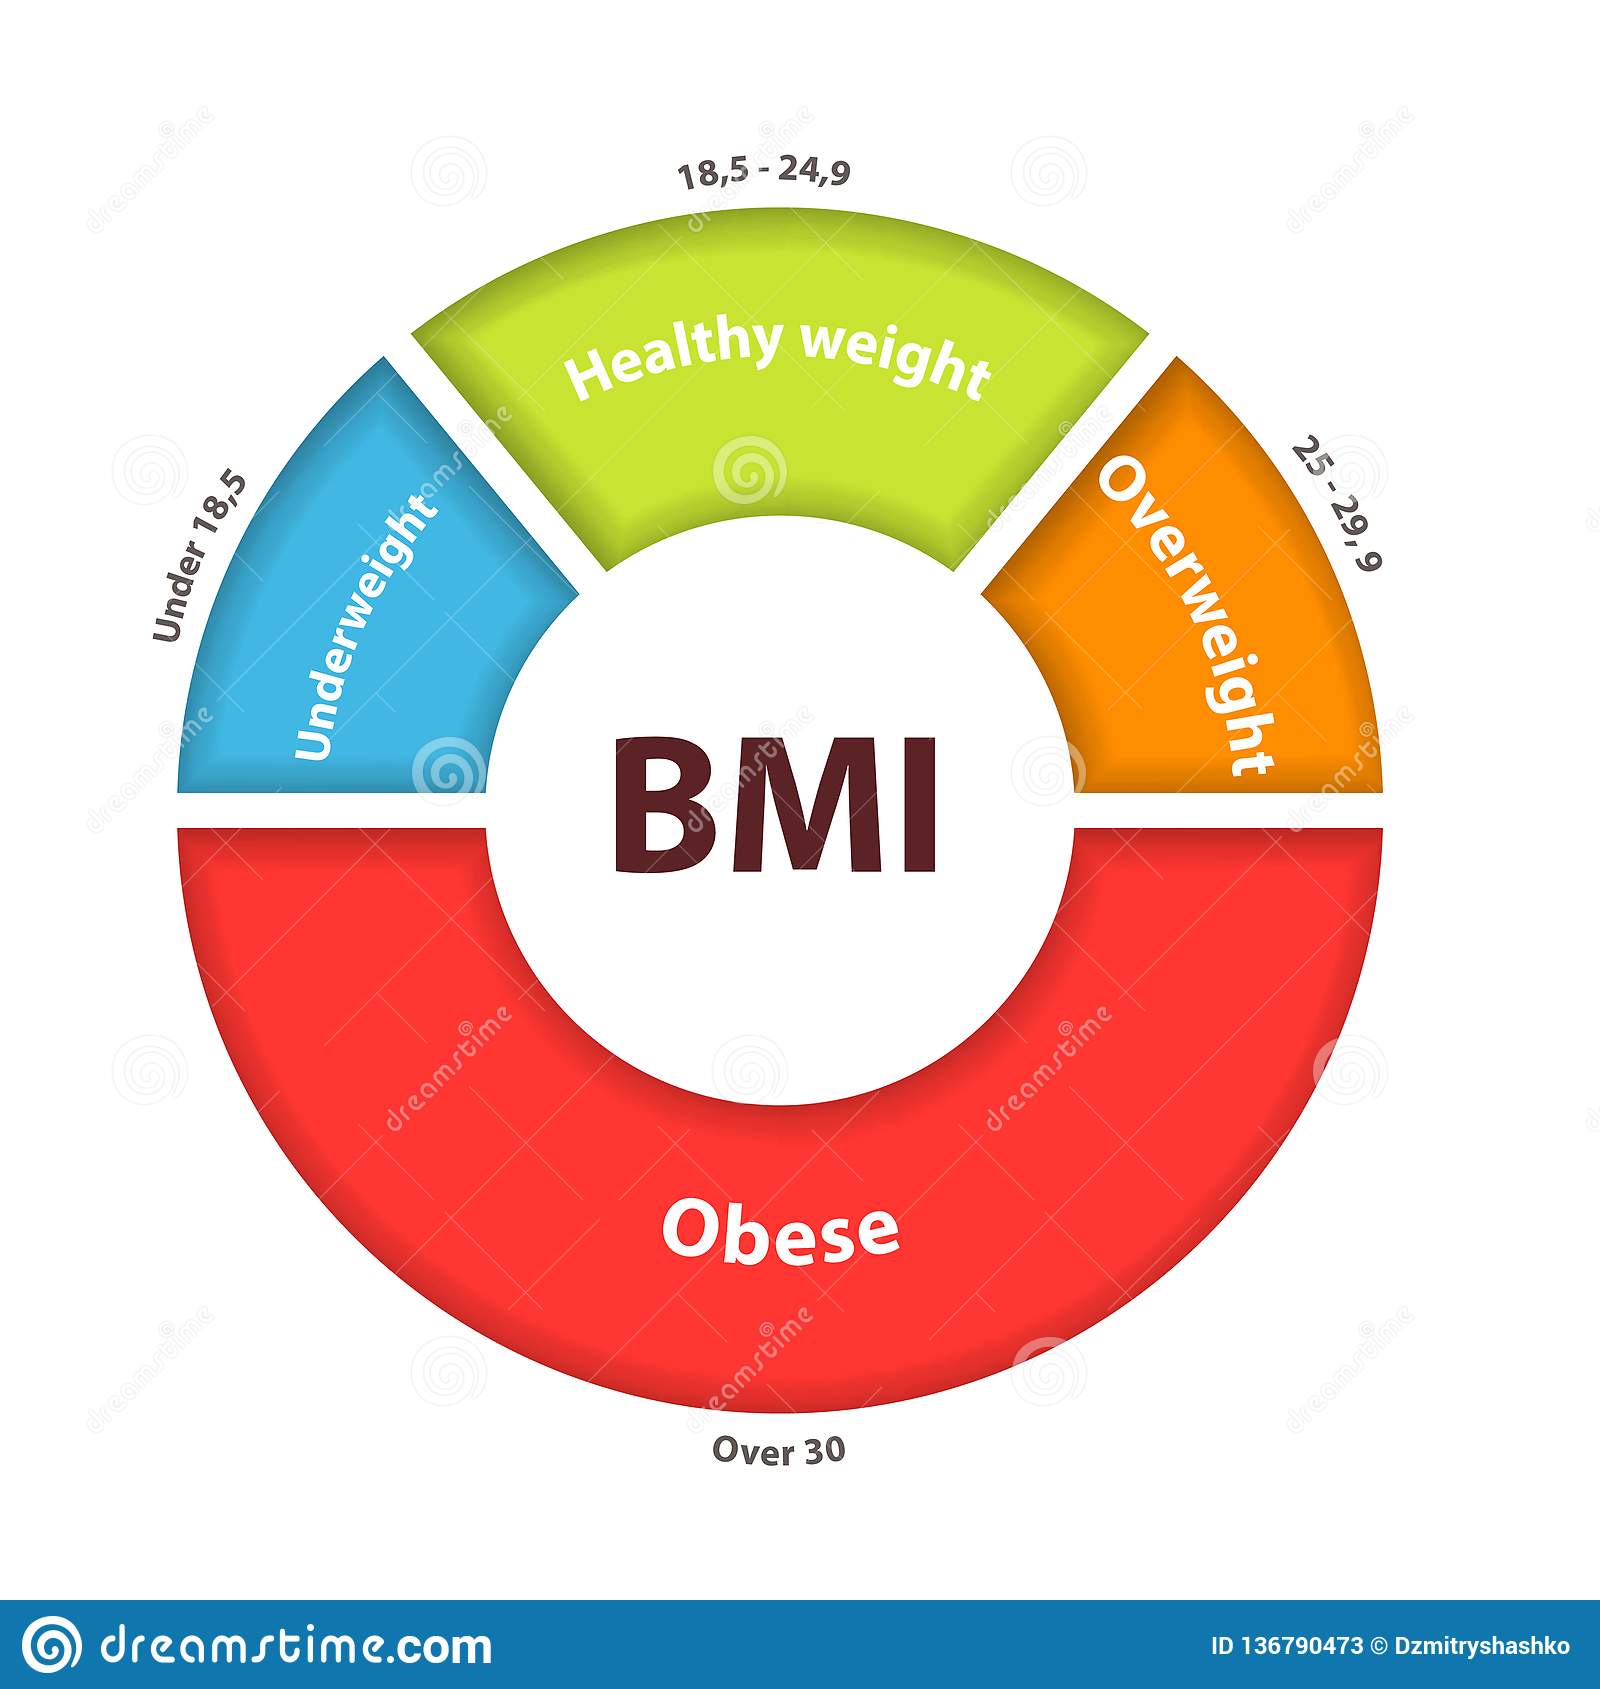 18,5 - 24,9
Healthy weight
Under 18,5
Underweight
25 - 29, 9
Overweight
BMI
Obese
Over 30
dreamstime.com
ID 136790473 © Dzmitryshashko